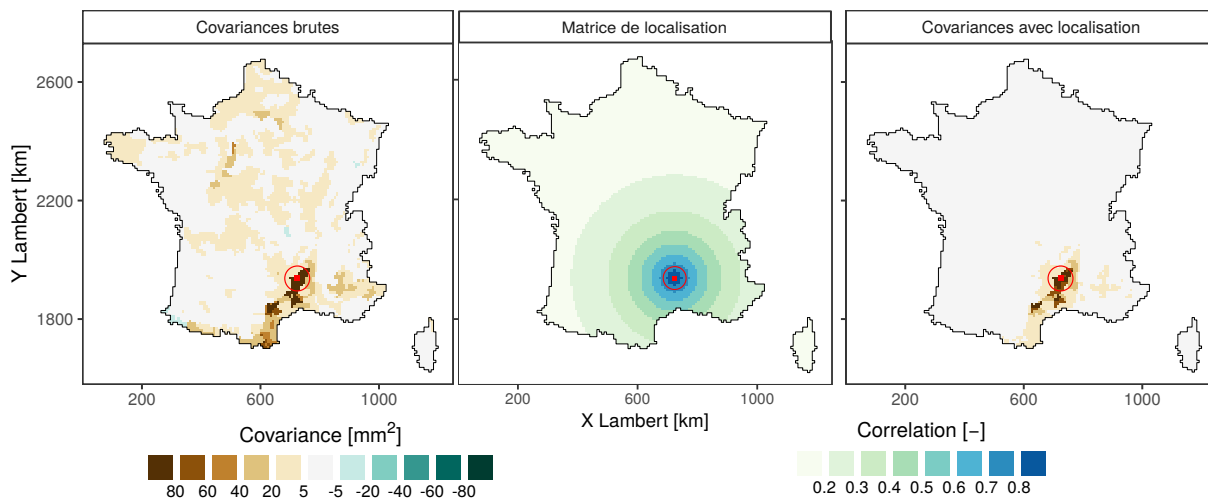 Covariances brutes
Matrice de localisation
Covariances avec localisation
Y Lambert [km]
2600
2200
1800
200 600 1000
200 600 1000
200 600 1000
X Lambert [km]
Covariance [mm²]
80 60 40 20 5 -5 -20 -40 -60 -80
Correlation [−]
0.2 0.3 0.4 0.5 0.6 0.7 0.8